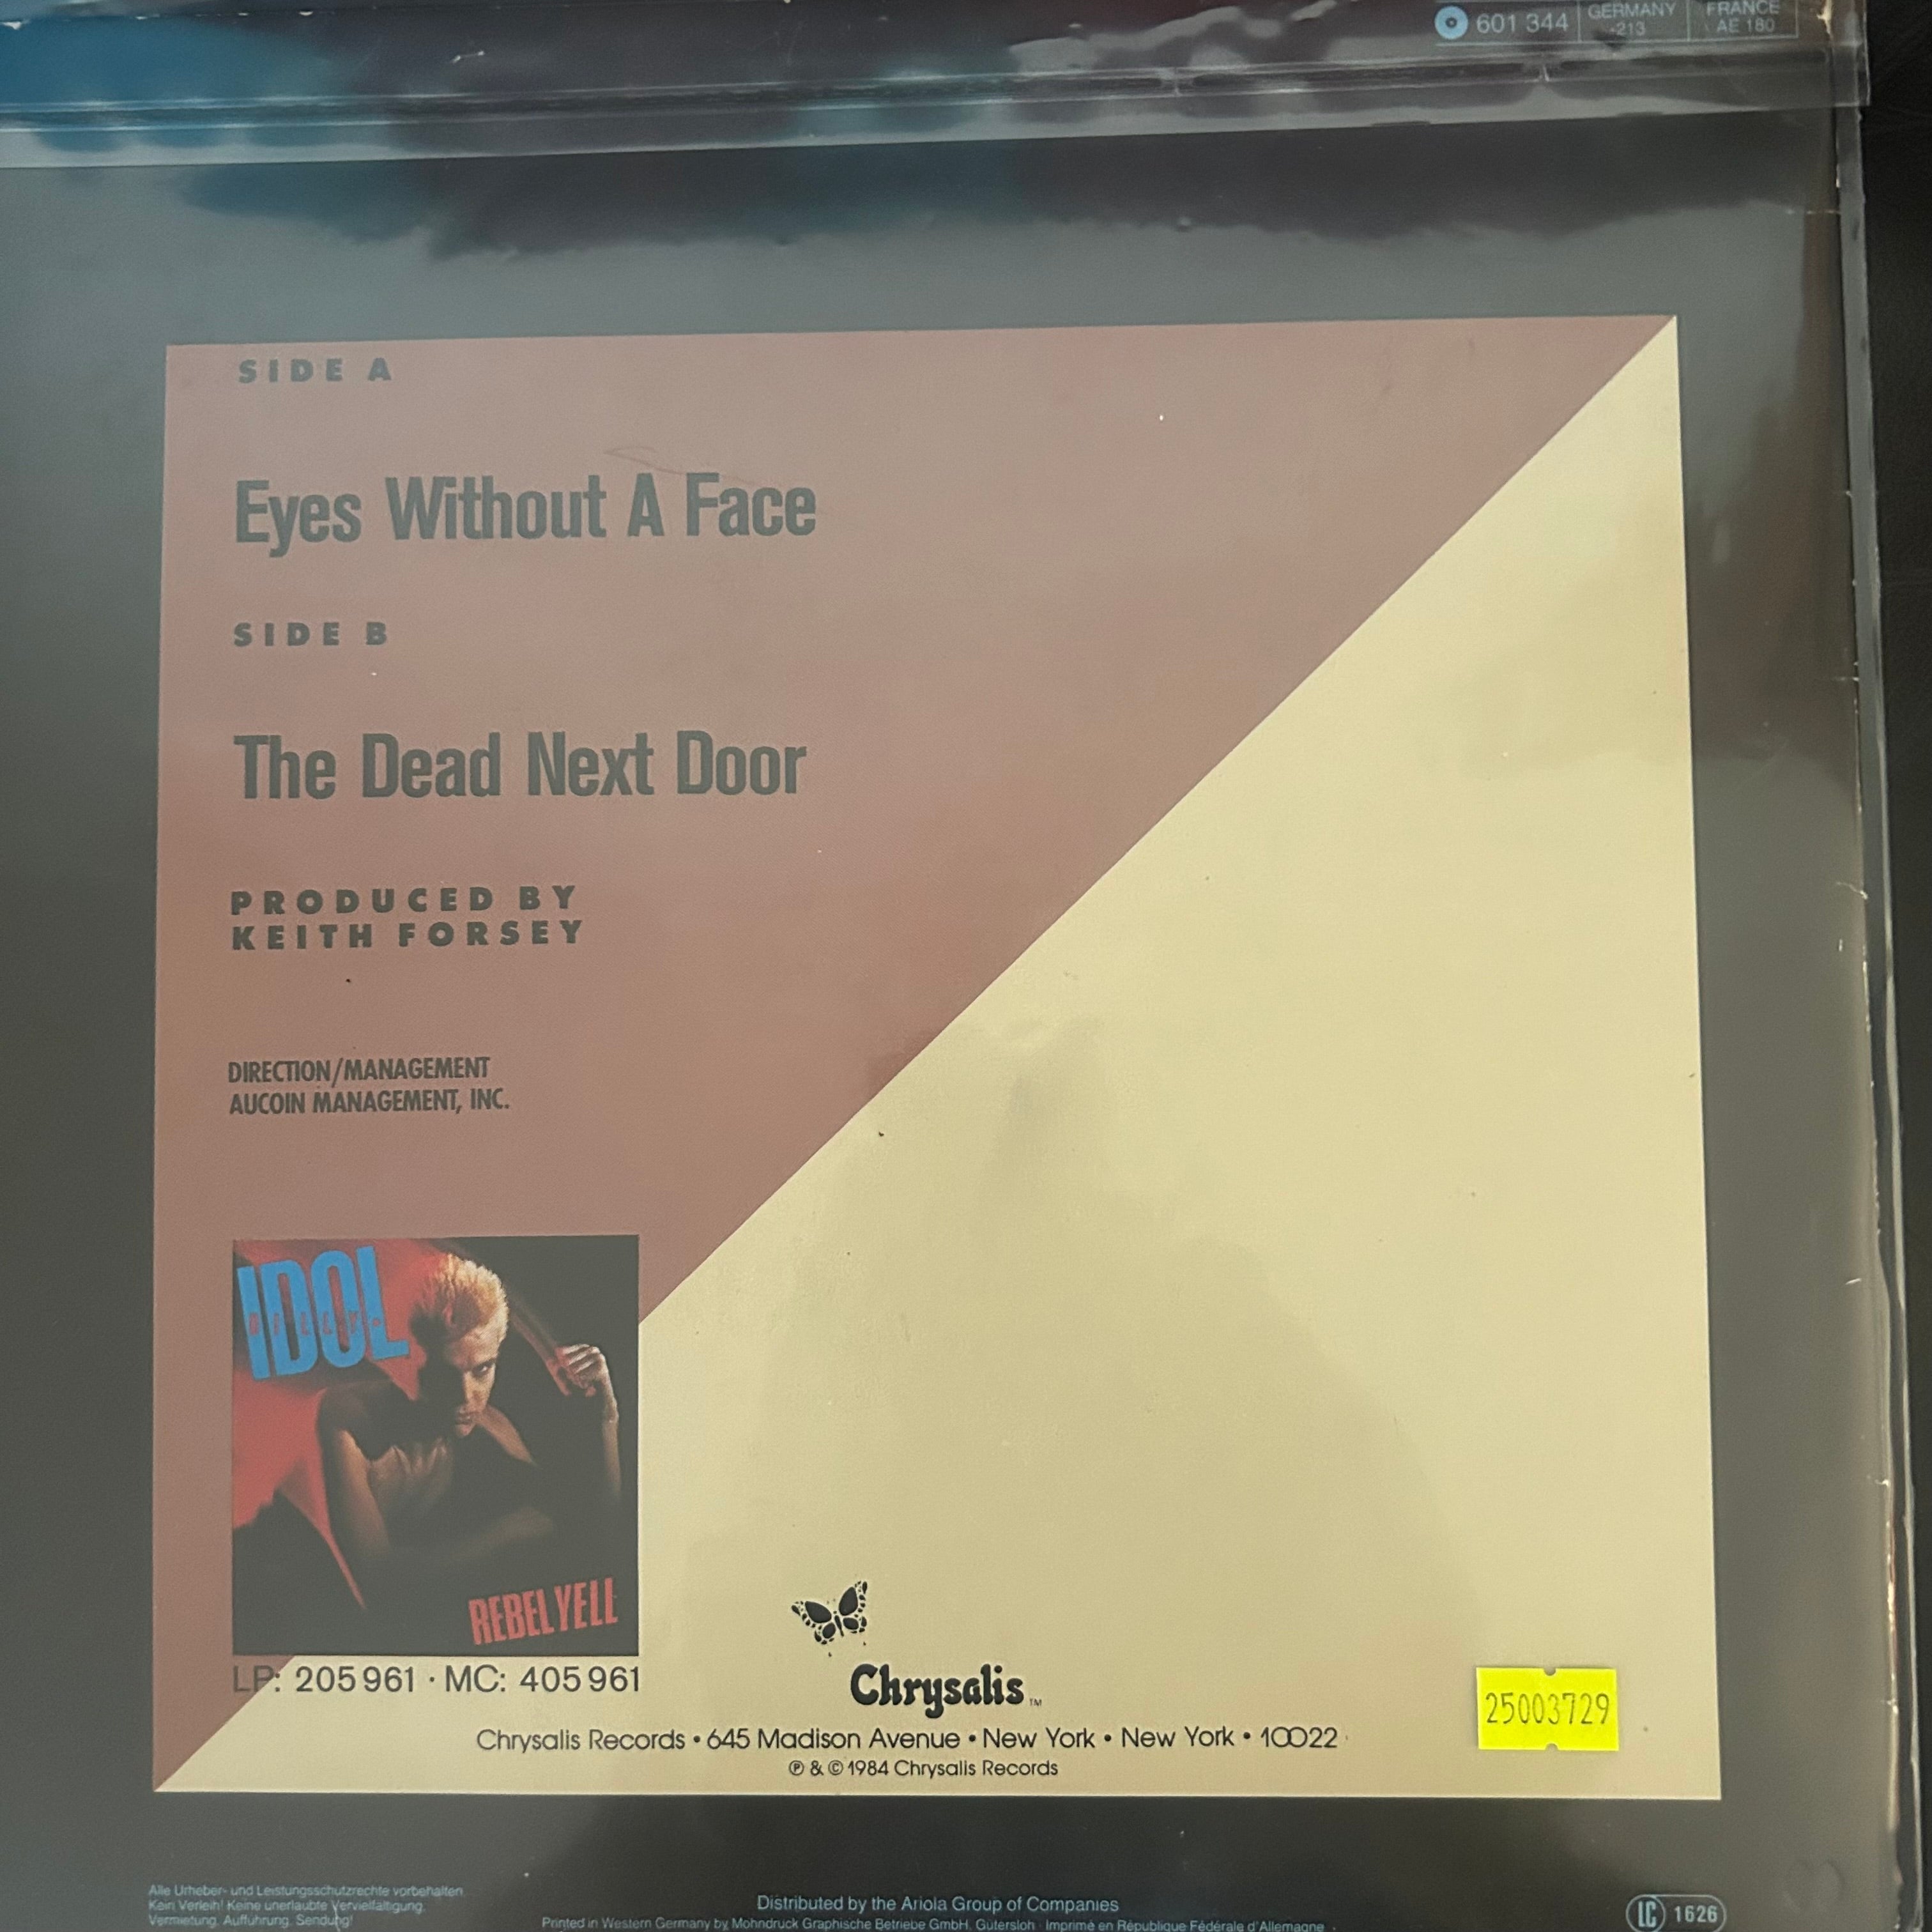 601 344
GERMANY
-213
FRANCE
AE 180
SIDE A
Eyes Without A Face
SIDE B
The Dead Next Door
PRODUCED BY
KEITH FORSEY
DIRECTION/MANAGEMENT
AUCOIN MANAGEMENT, INC.
IDOL
BILLY
REBEL YELL
LP: 205 961 · MC: 405 961
Chrysalis TM
Chrysalis Records • 645 Madison Avenue • New York • New York • 10022
℗ & © 1984 Chrysalis Records
25003729
Alle Urheber- und Leistungsschutzrechte vorbehalten.
Kein Verleih! Keine unerlaubte Vervielfältigung,
Vermietung, Aufführung, Sendung!
Distributed by the Ariola Group of Companies
Printed in Western Germany by Mohndruck Graphische Betriebe GmbH, Gütersloh · Imprimé en République Fédérale d'Allemagne
LC 1626